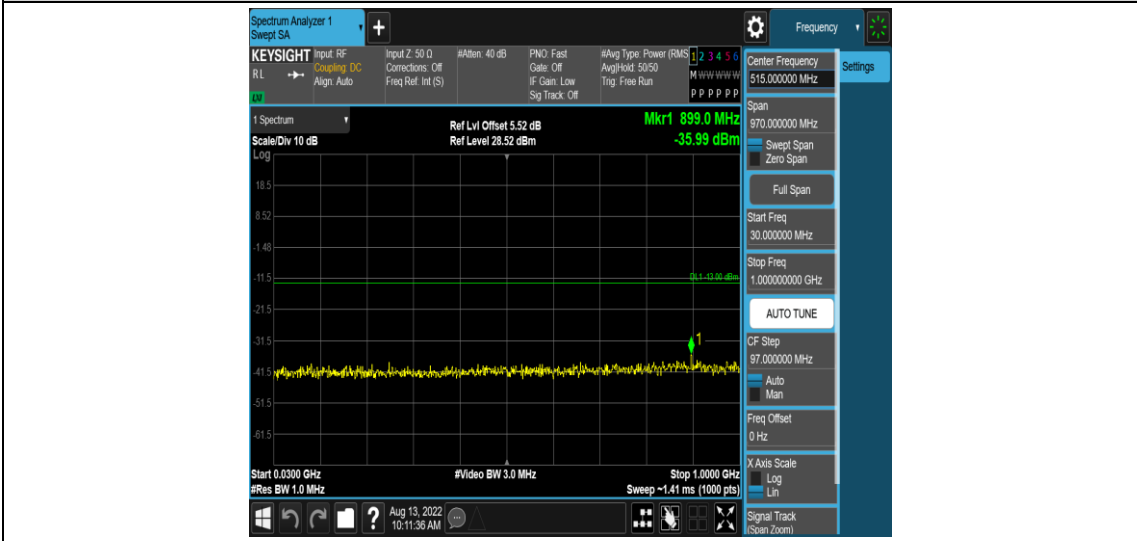 Spectrum Analyzer 1
Swept SA
+
Frequency
KEYSIGHT
RL
Input: RF
Coupling: DC
Align: Auto
Input Z: 50 Ω
Corrections: Off
Freq Ref: Int (S)
#Atten: 40 dB
PNO: Fast
Gate: Off
IF Gain: Low
Sig Track: Off
#Avg Type: Power (RMS
Avg|Hold: 50/50
Trig: Free Run
1 2 3 4 5 6
M W W W W W
P P P P P P
1 Spectrum
Scale/Div 10 dB
Log
Ref Lvl Offset 5.52 dB
Ref Level 28.52 dBm
Mkr1 899.0 MHz
-35.99 dBm
18.5
8.52
-1.48
-11.5
-21.5
-31.5
-41.5
-51.5
-61.5
DL1 -13.00 dBm
1
Start 0.0300 GHz
#Res BW 1.0 MHz
#Video BW 3.0 MHz
Stop 1.0000 GHz
Sweep ~1.41 ms (1000 pts)
Center Frequency
515.000000 MHz
Settings
Span
970.000000 MHz
Swept Span
Zero Span
Full Span
Start Freq
30.000000 MHz
Stop Freq
1.000000000 GHz
AUTO TUNE
CF Step
97.000000 MHz
Auto
Man
Freq Offset
0 Hz
X Axis Scale
Log
Lin
Signal Track
(Span Zoom)
?
Aug 13, 2022
10:11:36 AM